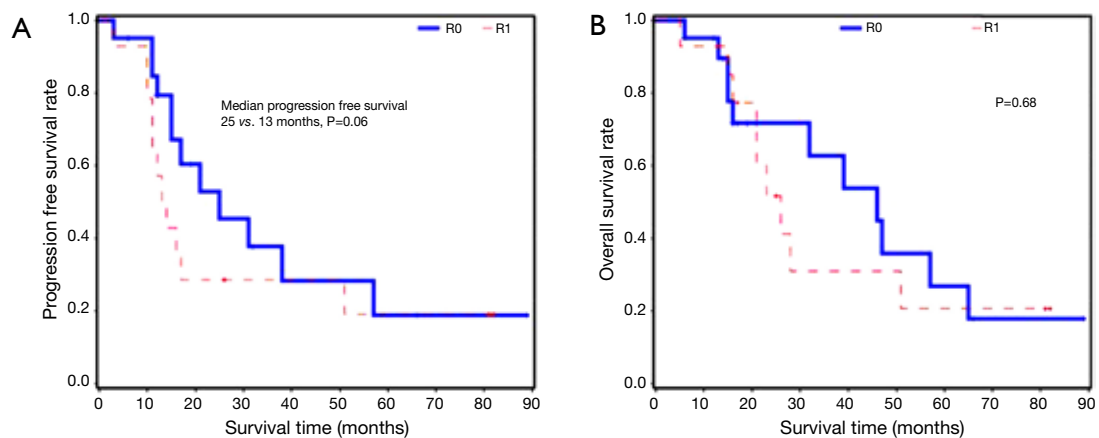 A
Progression free survival rate
1.0
0.8
0.6
0.4
0.2
0.0
R0 R1
Median progression free survival
25 vs. 13 months, P=0.06
0 10 20 30 40 50 60 70 80 90
Survival time (months)
B
Overall survival rate
1.0
0.8
0.6
0.4
0.2
0.0
R0 R1
P=0.68
0 10 20 30 40 50 60 70 80 90
Survival time (months)